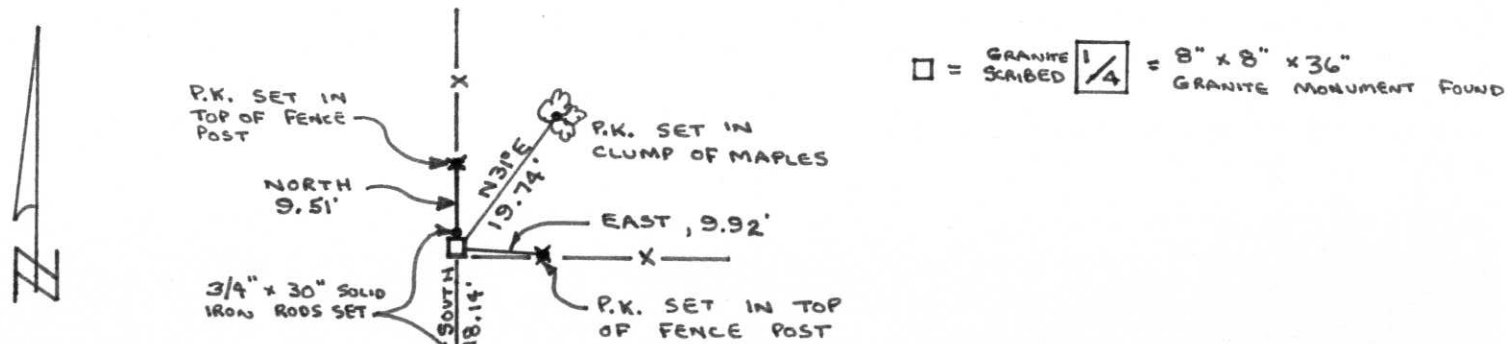 P.K. SET IN
TOP OF FENCE
POST
NORTH
9.51'
N31°E
19.74'
P.K. SET IN
CLUMP OF MAPLES
EAST, 9.92'
3/4" x 30" SOLID
IRON RODS SET
SOUTH
P.K. SET IN TOP
OF FENCE POST
□ = GRANITE SCRIBED 1/4 = 8" x 8" x 36"
GRANITE MONUMENT FOUND
X
X
N